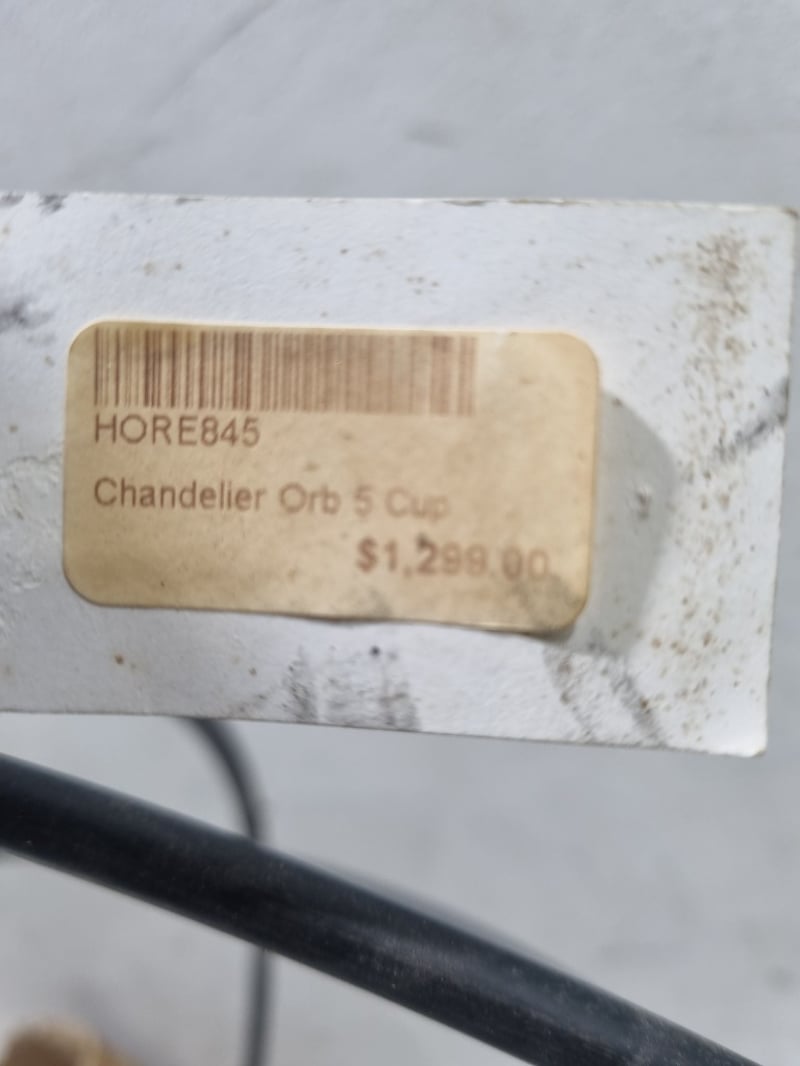 HORE845
Chandelier Orb 5 Cup
$1,299.00